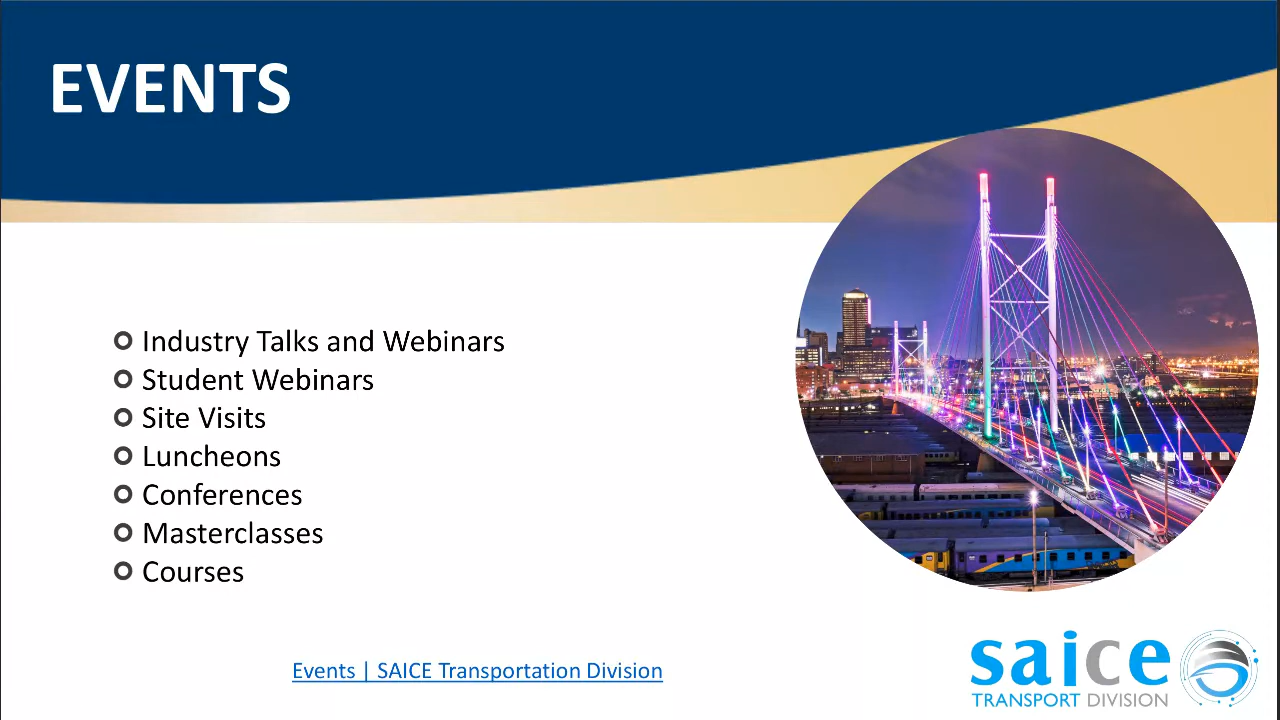 EVENTS
Industry Talks and Webinars
Student Webinars
Site Visits
Luncheons
Conferences
Masterclasses
Courses
Events | SAICE Transportation Division
saice
TRANSPORT DIVISION